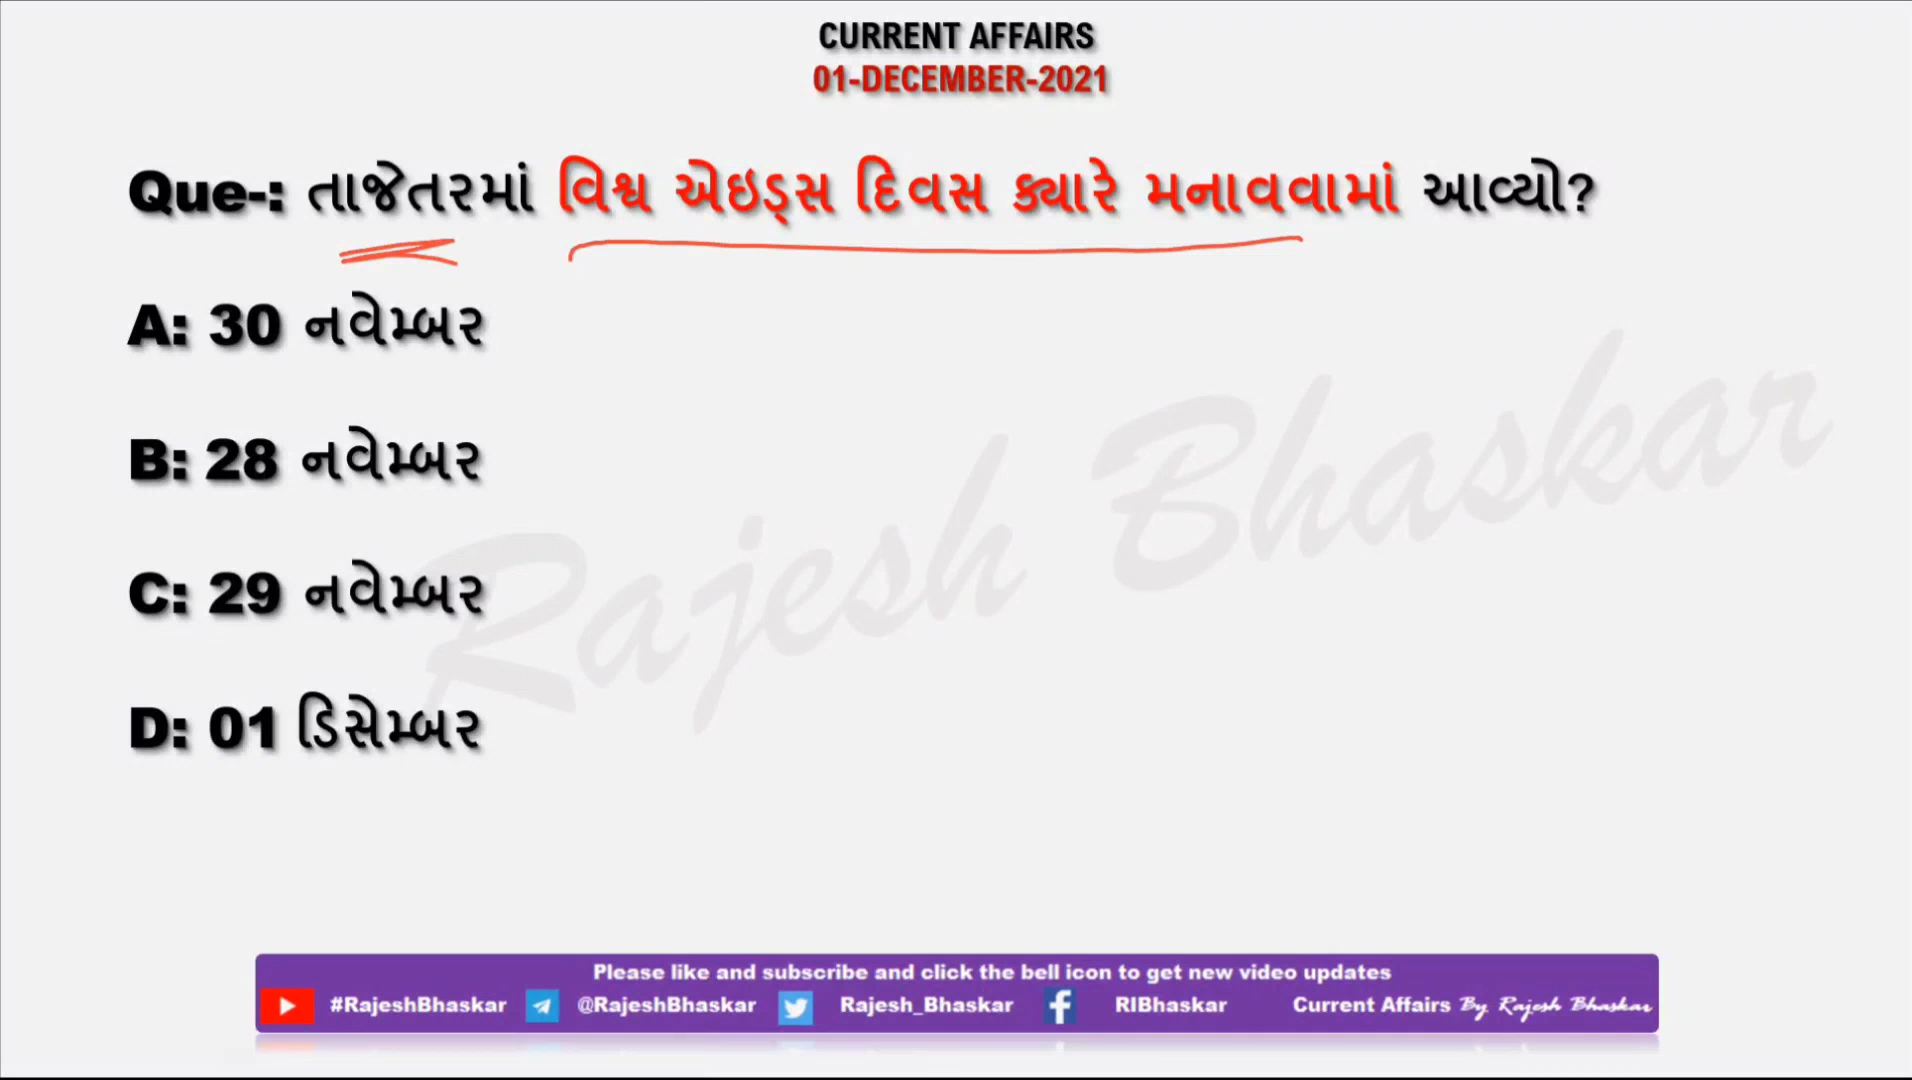 CURRENT AFFAIRS
01-DECEMBER-2021
Que-: તાજેતરમાં વિશ્વ એઇડ્સ દિવસ ક્યારે મનાવવામાં આવ્યો?
A: 30 નવેમ્બર
B: 28 નવેમ્બર
C: 29 નવેમ્બર
D: 01 ડિસેમ્બર
Rajesh Bhaskar
Please like and subscribe and click the bell icon to get new video updates
#RajeshBhaskar @RajeshBhaskar Rajesh_Bhaskar RIBhaskar Current Affairs By Rajesh Bhaskar